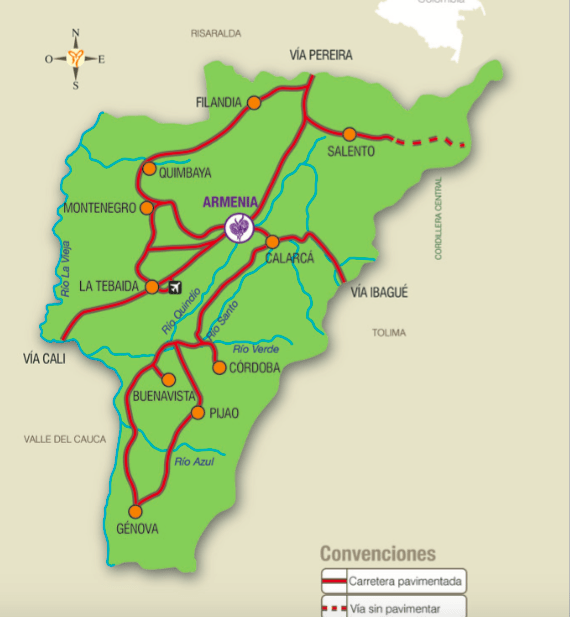 Colombia
N
RISARALDA
O
E
VÍA PEREIRA
S
FILANDIA
SALENTO
QUIMBAYA
ARMENIA
MONTENEGRO
CORDILLERA CENTRAL
CALARCÁ
Río La Vieja
LA TEBAIDA
VÍA IBAGUÉ
Río Quindío
Río Santo
TOLIMA
Río Verde
VÍA CALI
CÓRDOBA
BUENAVISTA
PIJAO
VALLE DEL CAUCA
Río Azul
GÉNOVA
Convenciones
Carretera pavimentada
Vía sin pavimentar